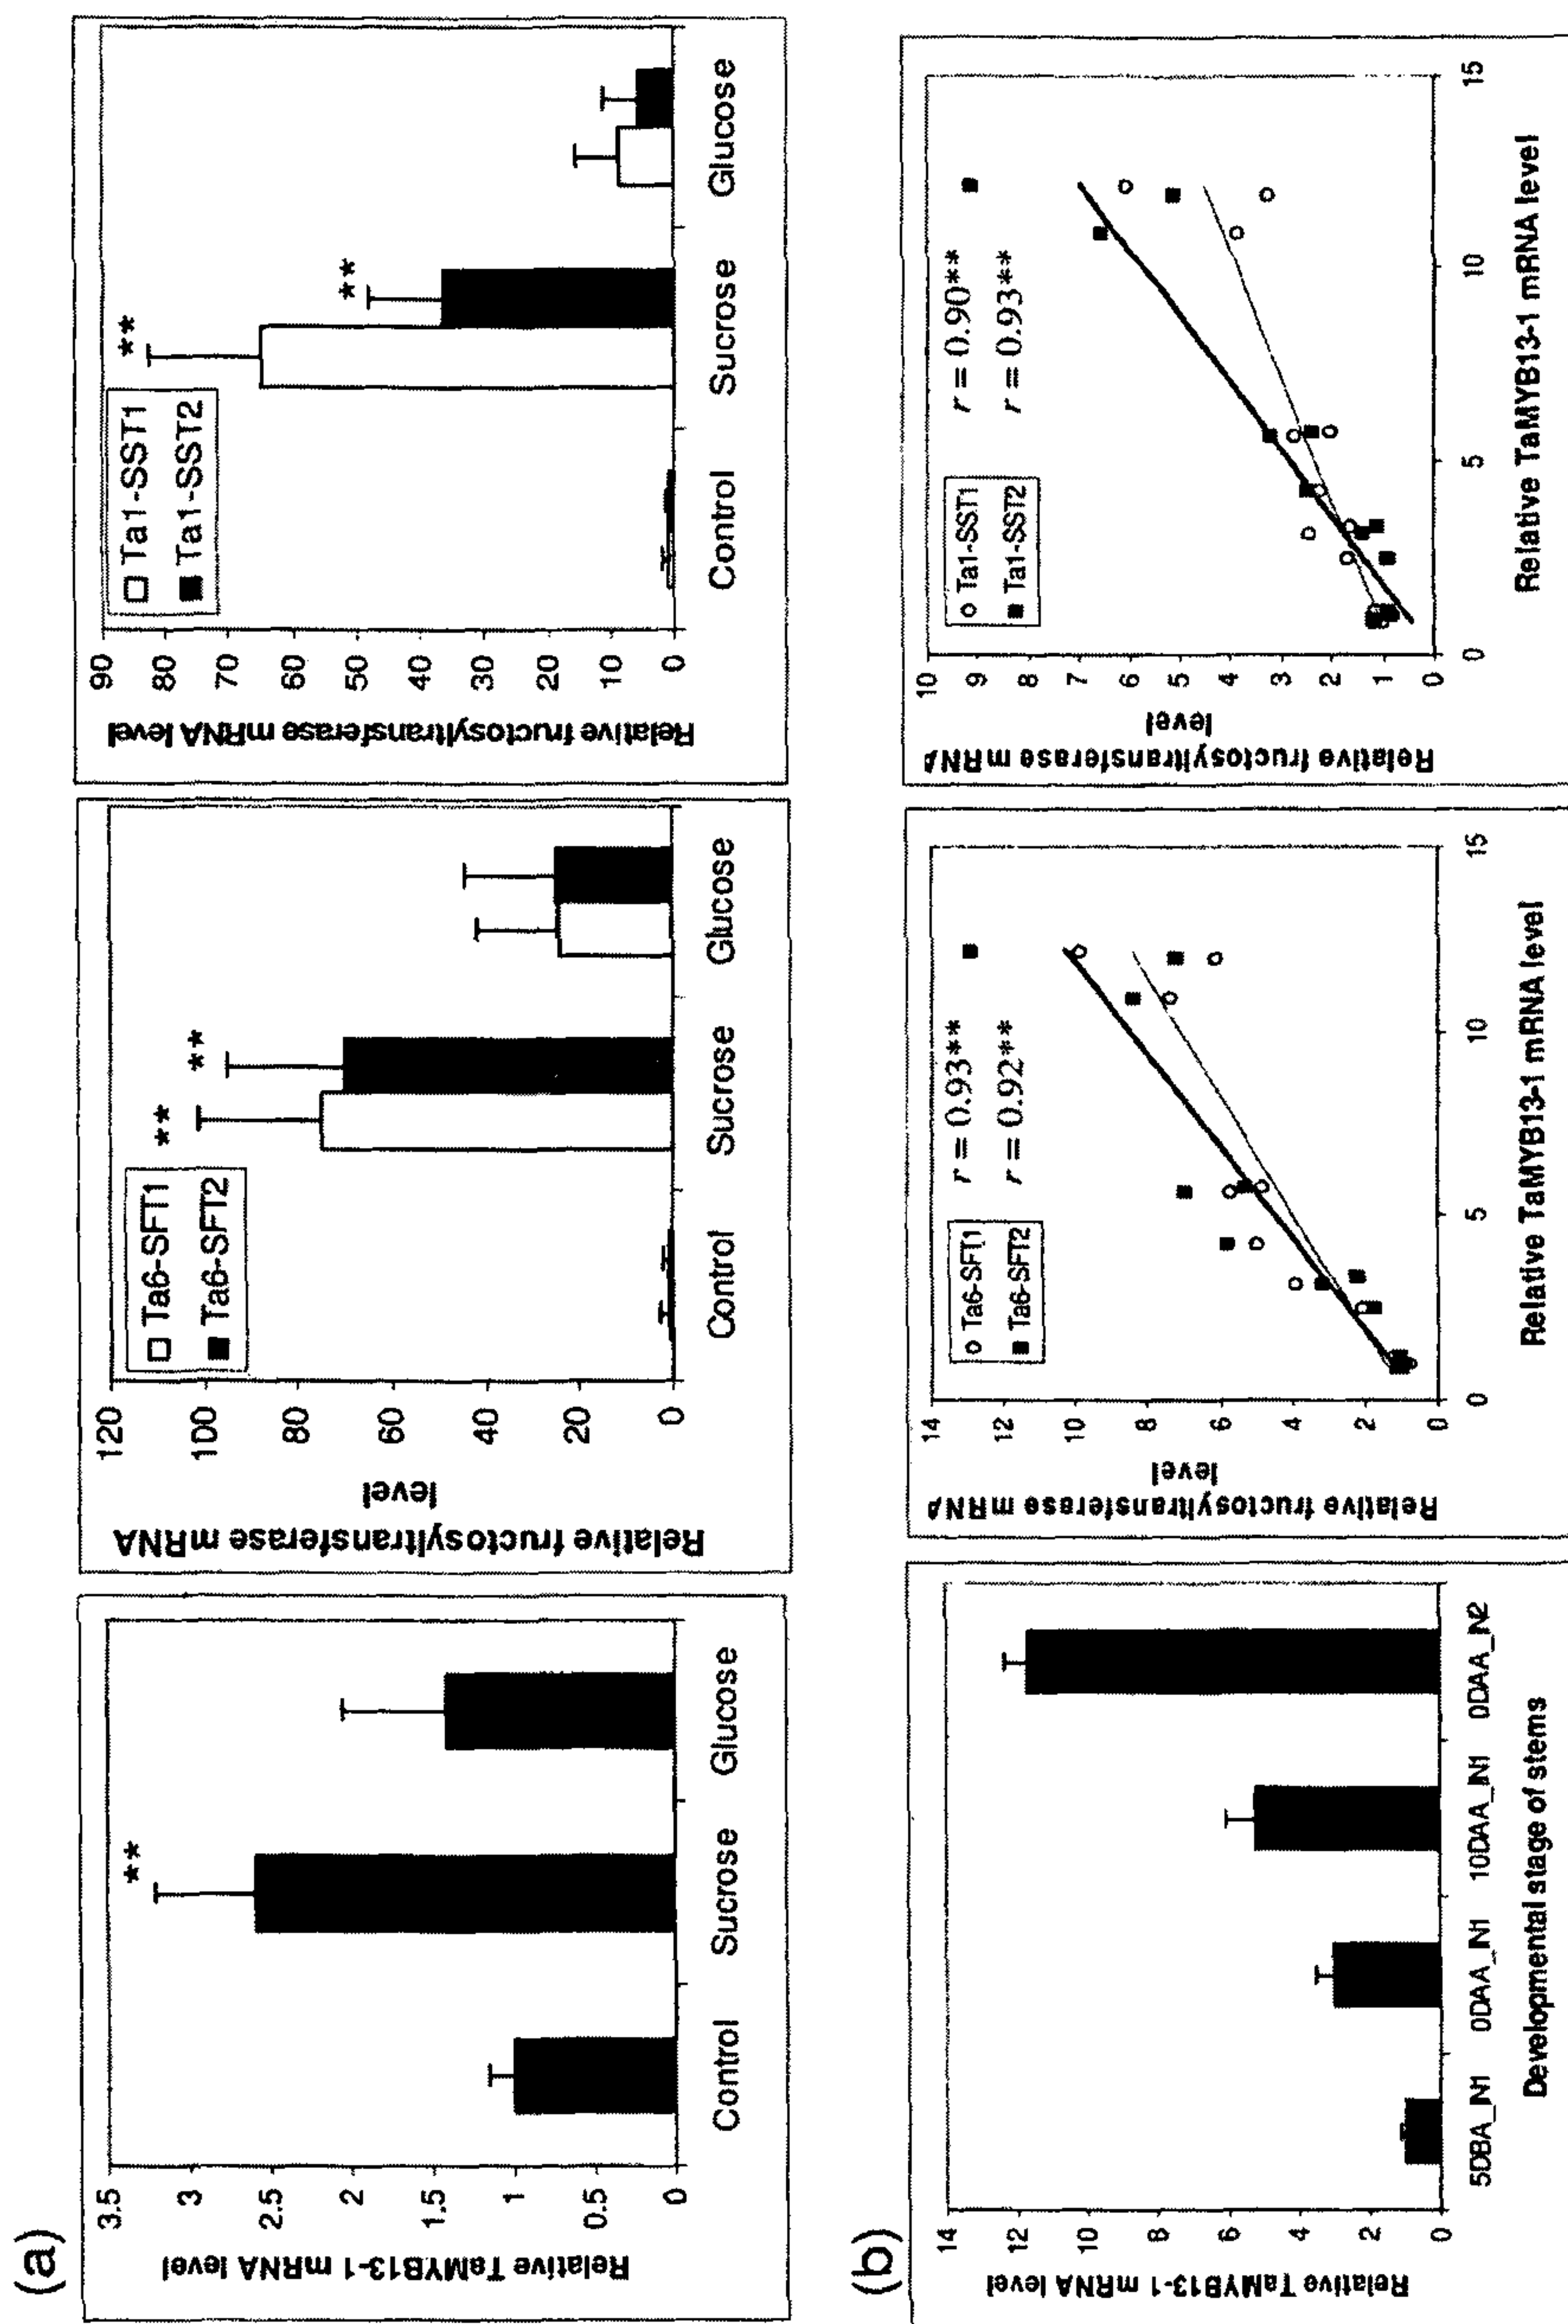 (a)
3.5
3
2.5
2
1.5
1
0.5
0
Relative TaMYB13-1 mRNA level
**
Control Sucrose Glucose
120
100
80
60
40
20
0
Relative fructosyltransferase mRNA
level
Ta6-SFT1
Ta6-SFT2
**
**
Control Sucrose Glucose
90
80
70
60
50
40
30
20
10
0
Relative fructosyltransferase mRNA level
Ta1-SST1
Ta1-SST2
**
**
Control Sucrose Glucose
(b)
14
12
10
8
6
4
2
0
Relative TaMYB13-1 mRNA level
5DBA_IN1 0DAA_IN1 10DAA_IN1 0DAA_IN2
Developmental stage of stems
14
12
10
8
6
4
2
0
Relative fructosyltransferase mRNA
level
Ta6-SFT1
Ta6-SFT2
r = 0.93**
r = 0.92**
0 5 10 15
Relative TaMYB13-1 mRNA level
10
9
8
7
6
5
4
3
2
1
0
Relative fructosyltransferase mRNA
level
Ta1-SST1
Ta1-SST2
r = 0.90**
r = 0.93**
0 5 10 15
Relative TaMYB13-1 mRNA level